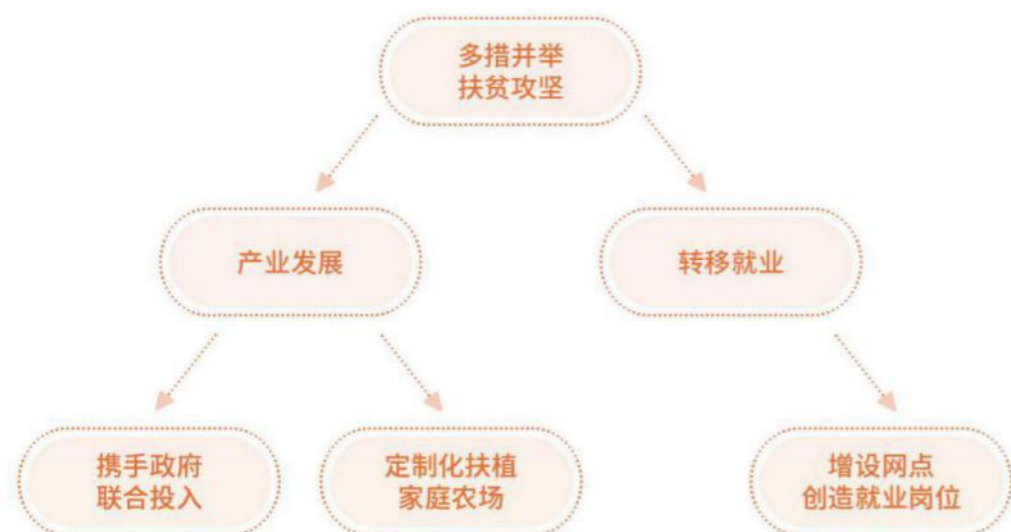 多措并举
扶贫攻坚
产业发展
转移就业
携手政府
联合投入
定制化扶植
家庭农场
增设网点
创造就业岗位